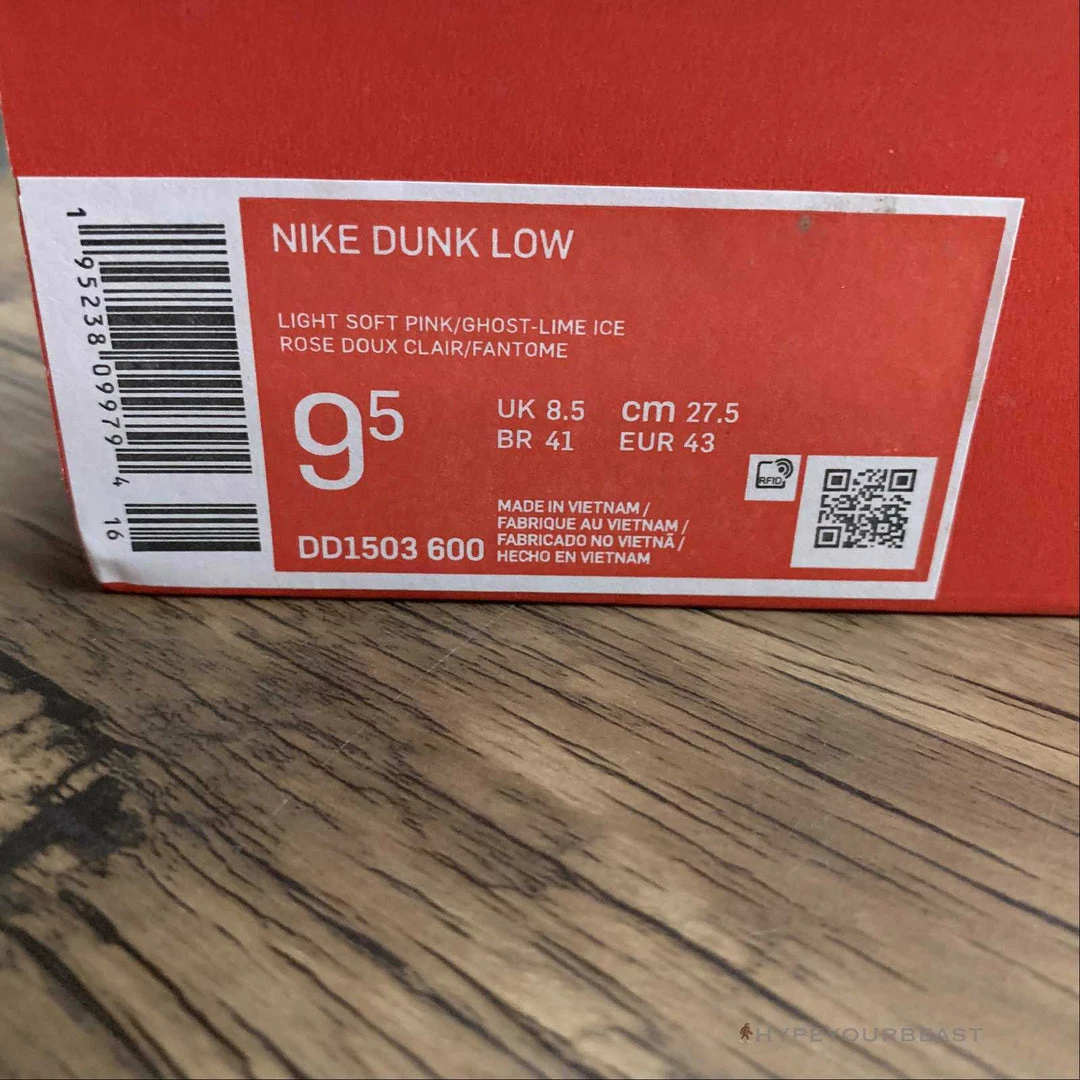 NIKE DUNK LOW
LIGHT SOFT PINK/GHOST-LIME ICE
ROSE DOUX CLAIR/FANTOME
9⁵
UK 8.5 cm 27.5
BR 41 EUR 43
MADE IN VIETNAM /
FABRIQUE AU VIETNAM /
FABRICADO NO VIETNÃ /
HECHO EN VIETNAM
DD1503 600
RFID
1 95238 09979 4 16
HYPEYOURBEAST